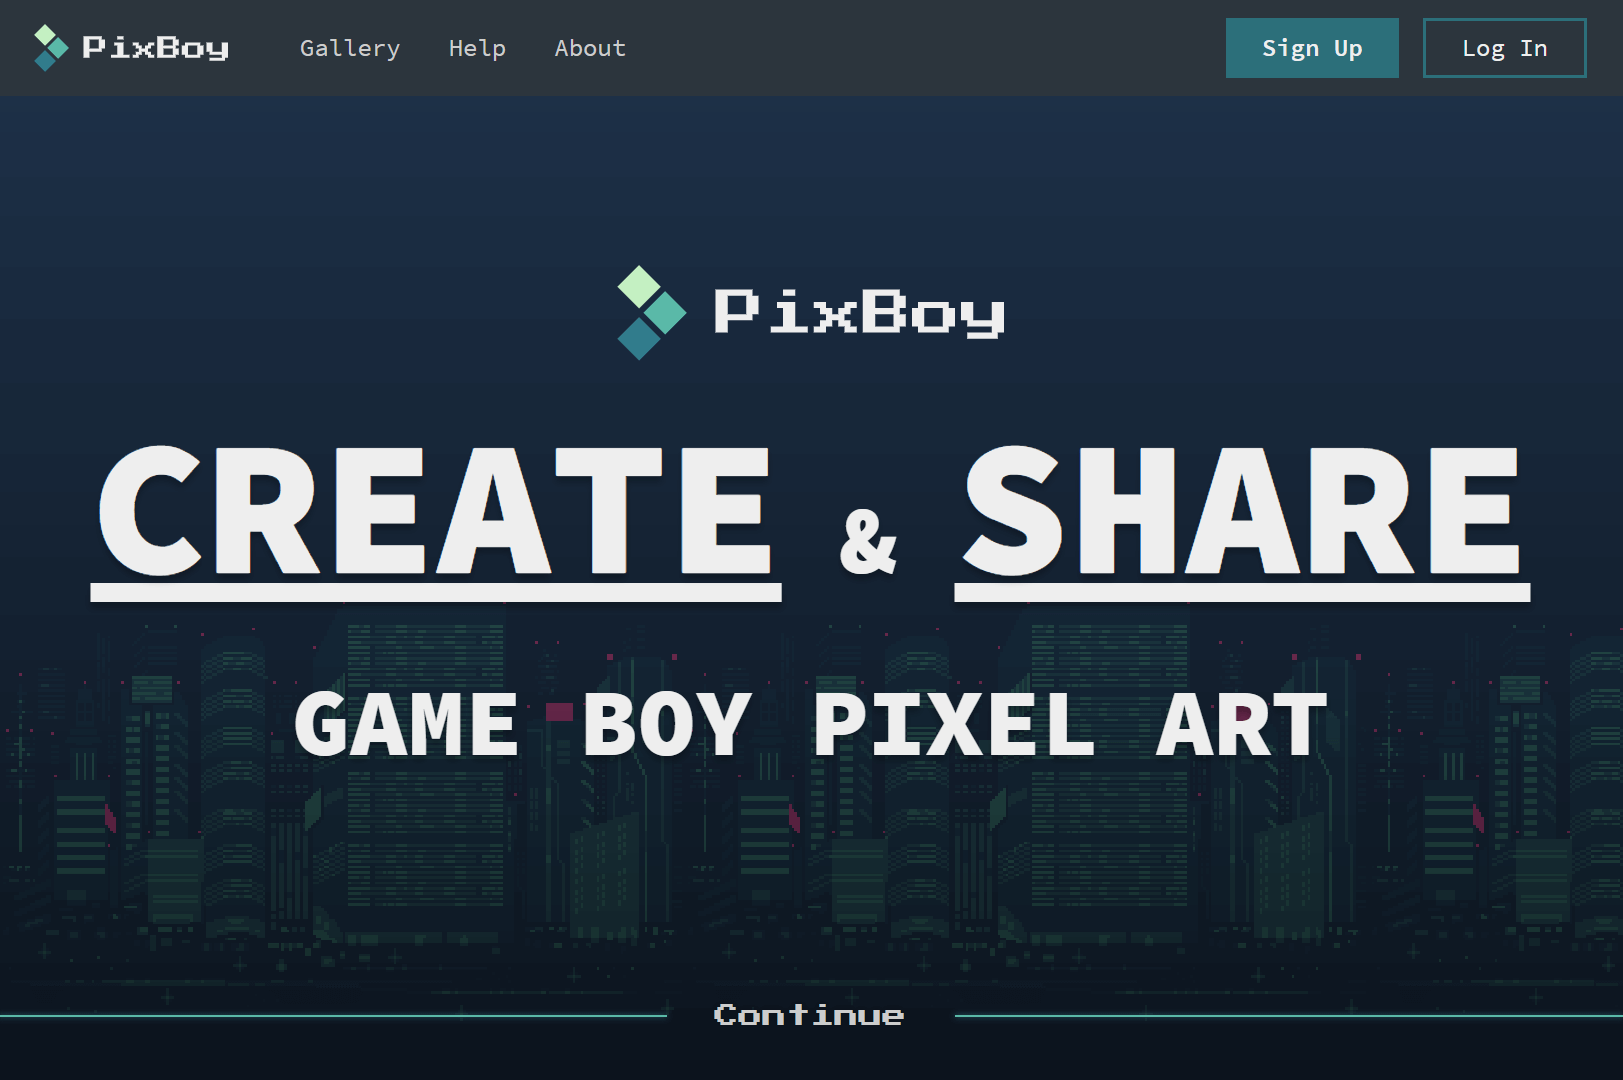 PixBoy Gallery Help About Sign Up Log In
PixBoy
CREATE & SHARE
GAME BOY PIXEL ART
Continue